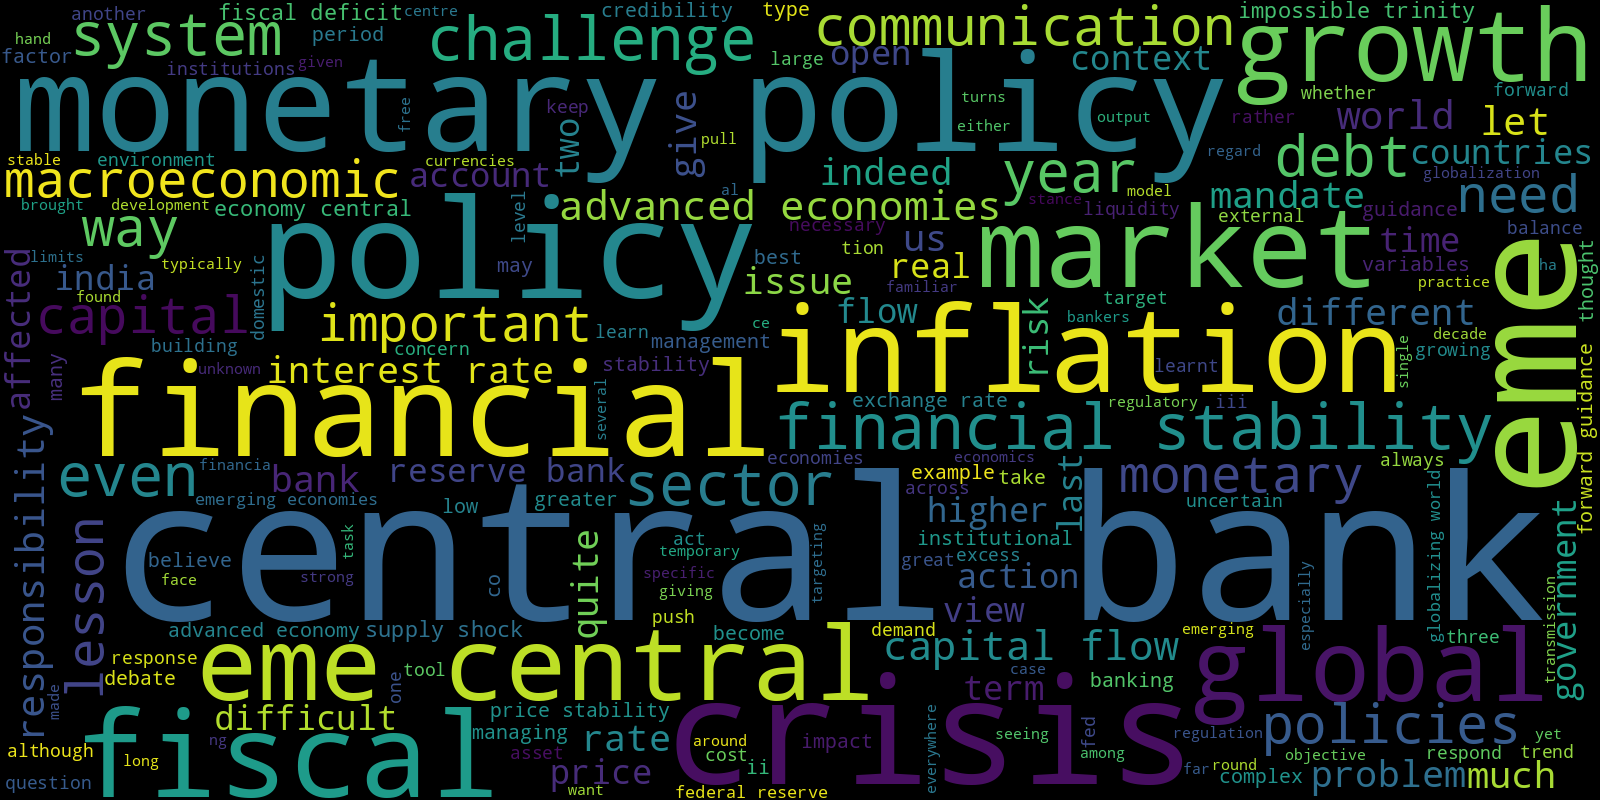 another
fiscal deficit
centre
credibility
type
communication
impossible trinity
hand
system
period
challenge
growth
factor
institutions
given
large
open
context
monetary policy
whether
forward
free
keep
give
pull
turns
either
output
rather
world
let
two
regard
stable
environment
currencies
indeed
year
debt
countries
macroeconomic
account
al
model
mandate
globalization
need
brought
development
economy central
level
advanced economies
stance
liquidity
guidance
necessary
external
balance
way
policy
tion
us
market
time
limits
typically
may
best
real
variables
ha
eme
thought
affected
india
domestic
issue
familiar
practice
found
capital
important
learn
ce
flow
risk
target
bankers
different
decade
building
concern
management
inflation
single
growing
many
unknown
interest rate
stability
learnt
financial
several
exchange rate
regulatory
iii
forward guidance
responsibility
financial stability
even
financia
bank
reserve bank
economies
economics
example
take
last
monetary
always
emerging economies
low
greater
sector
across
higher
uncertain
globalizing world
government
lesson
central bank
task
quite
act
temporary
targeting
institutional
great
excess
believe
face
strong
co
specific
giving
action
especially
transmission
push
view
advanced economy
supply shock
become
demand
emerging
three
response
eme central
capital flow
debate
tool
case
term
banking
global
made
one
difficult
price stability
crisis
everywhere
fed
policies
although
fiscal
ng
managing
rate
around
impact
seeing
regulation
objective
respond
yet
trend
long
asset
cost
among
question
price
ii
far
round
complex
problem
much
want
federal reserve